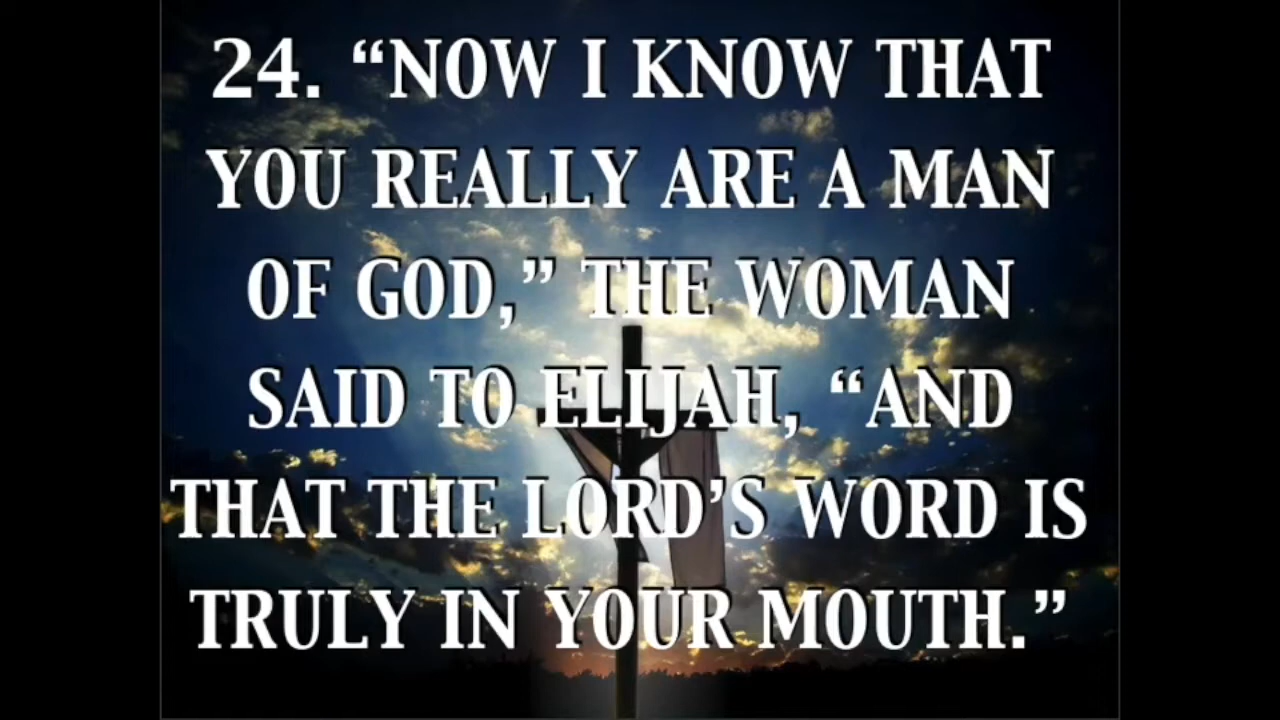 24. “NOW I KNOW THAT
YOU REALLY ARE A MAN
OF GOD,” THE WOMAN
SAID TO ELIJAH, “AND
THAT THE LORD’S WORD IS
TRULY IN YOUR MOUTH.”